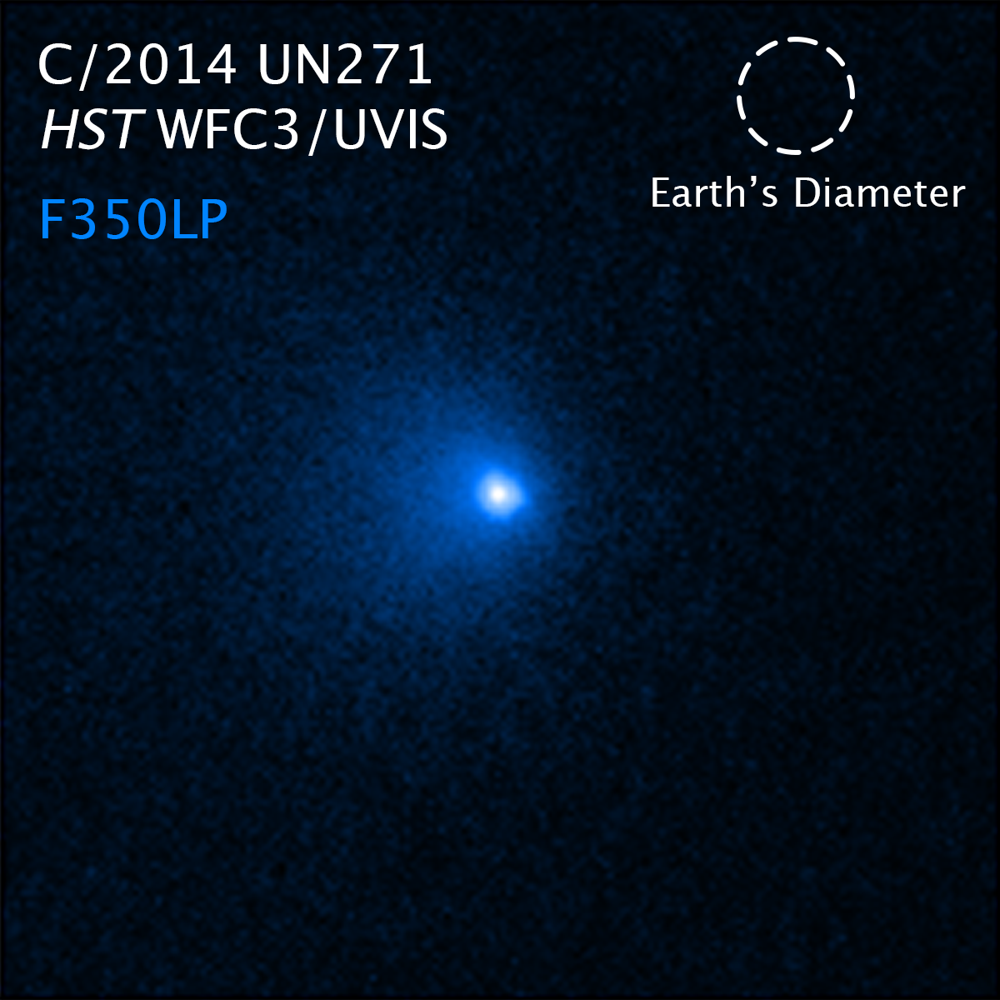 C/2014 UN271
HST WFC3/UVIS
F350LP
Earth’s Diameter